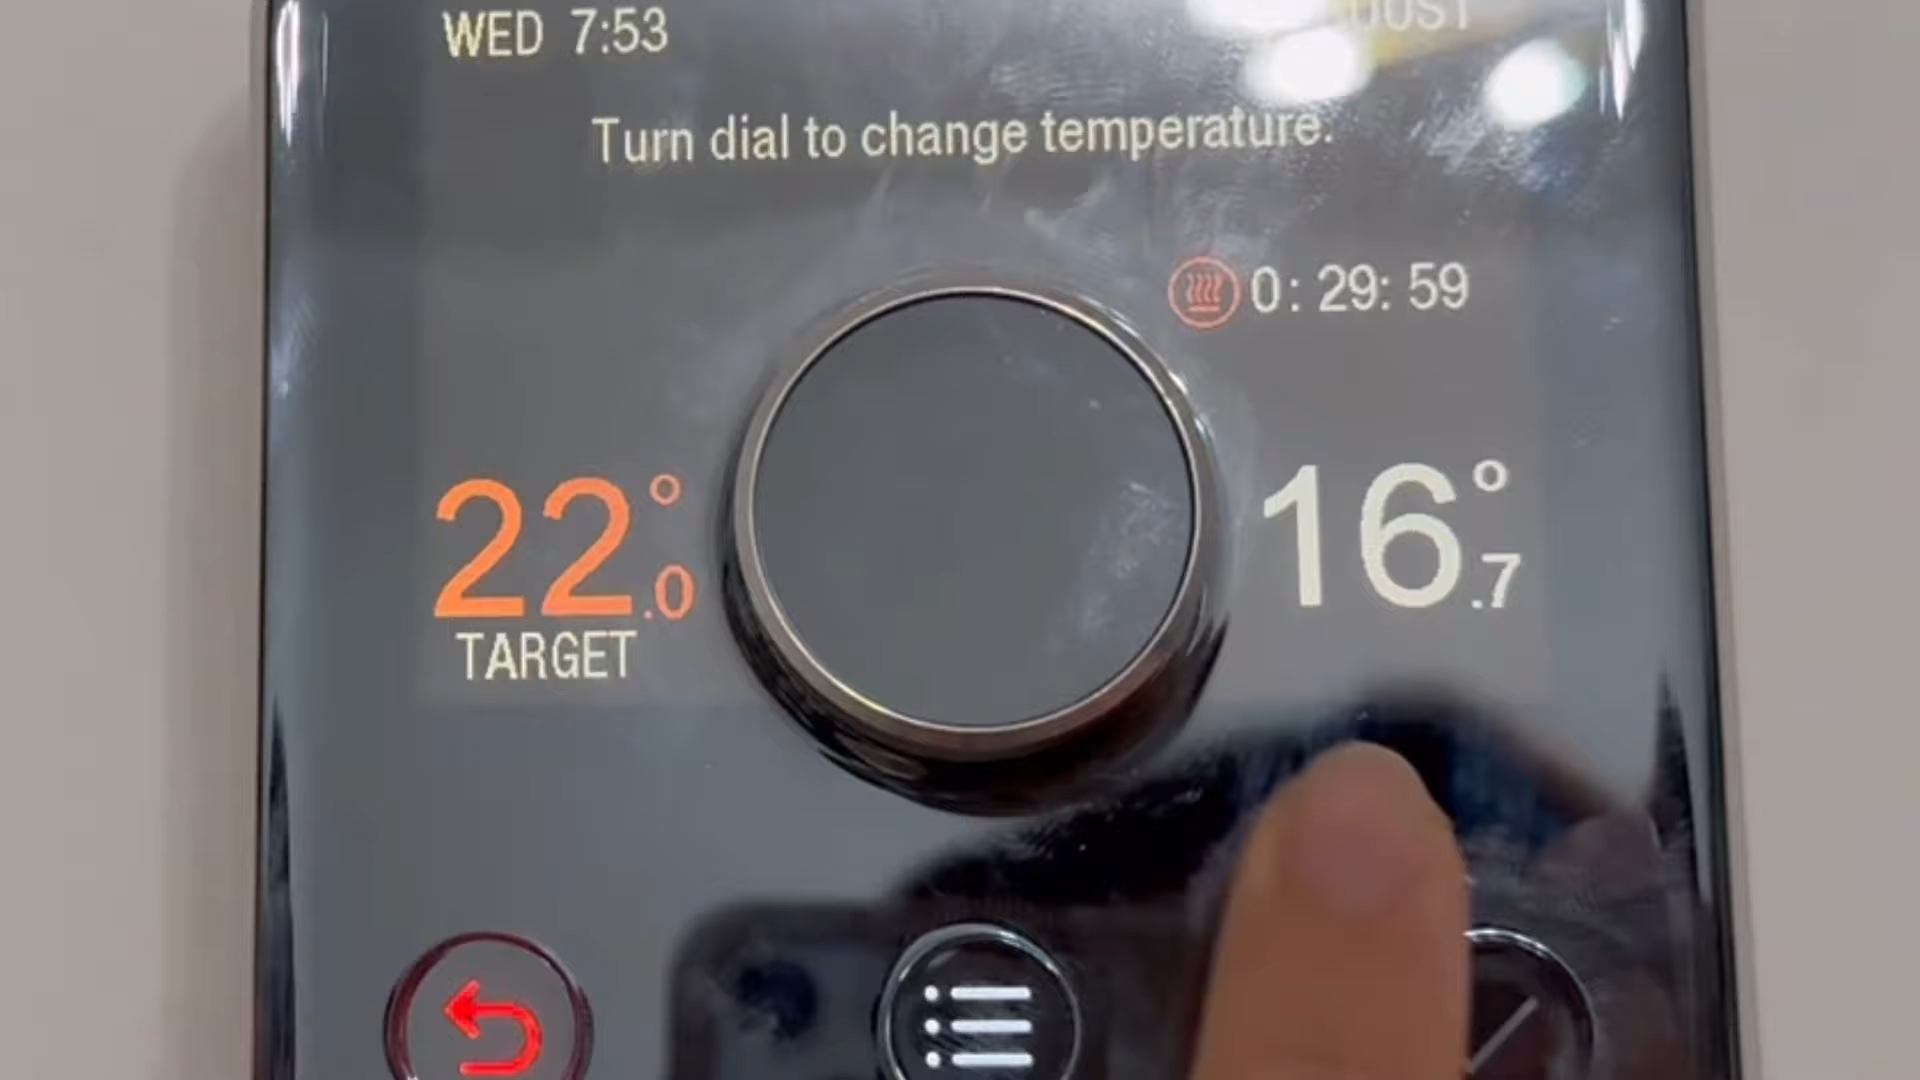 WED 7:53
Turn dial to change temperature.
0: 29: 59
22.0°
16.7°
TARGET